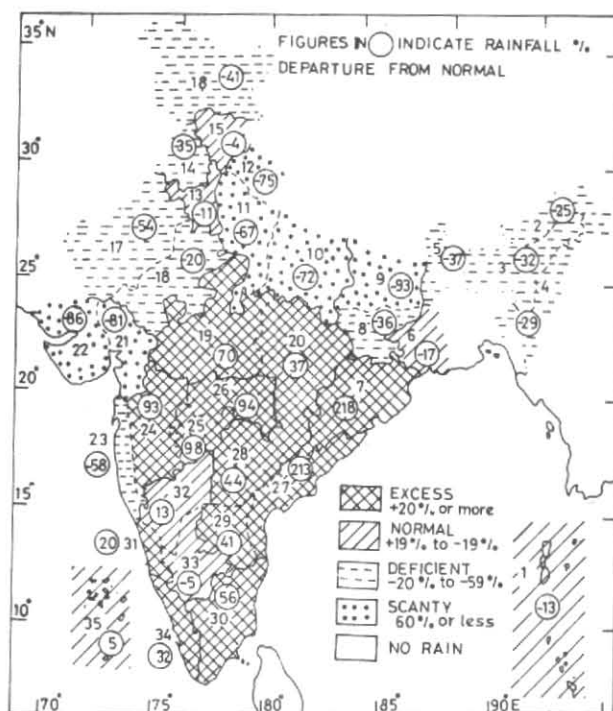 35°N
FIGURES IN ◯ INDICATE RAINFALL %
DEPARTURE FROM NORMAL
18 -41
15
-35 -4
30°
14 12
-75
13
-11 11
-54 -67 -25
2
17 -20 10 5 -37 3 -32
25° -18 -72 9 -93
4
-86 -81 8 -36 -29
22 21 19 20 6
-17
70 37
20° 26 7
93 94 218
24 25
23 98 28
-58 213
32 44 27
15° 13
29
20 31 41
33
-5 56
10° 35 34 30
5 32
EXCESS
+20% or more
NORMAL
+19% to -19%
DEFICIENT
-20% to -59%
SCANTY
60% or less
NO RAIN
1
-13
70° 75° 80° 85° 90°E